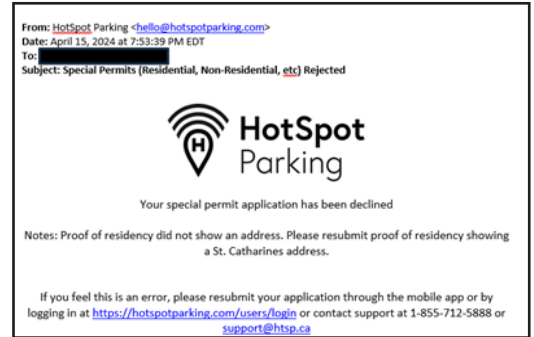 From: HotSpot Parking <hello@hotspotparking.com>
Date: April 15, 2024 at 7:53:39 PM EDT
To:
Subject: Special Permits (Residential, Non-Residential, etc) Rejected
H
HotSpot
Parking
Your special permit application has been declined
Notes: Proof of residency did not show an address. Please resubmit proof of residency showing
a St. Catharines address.
If you feel this is an error, please resubmit your application through the mobile app or by
logging in at https://hotspotparking.com/users/login or contact support at 1-855-712-5888 or
support@htsp.ca